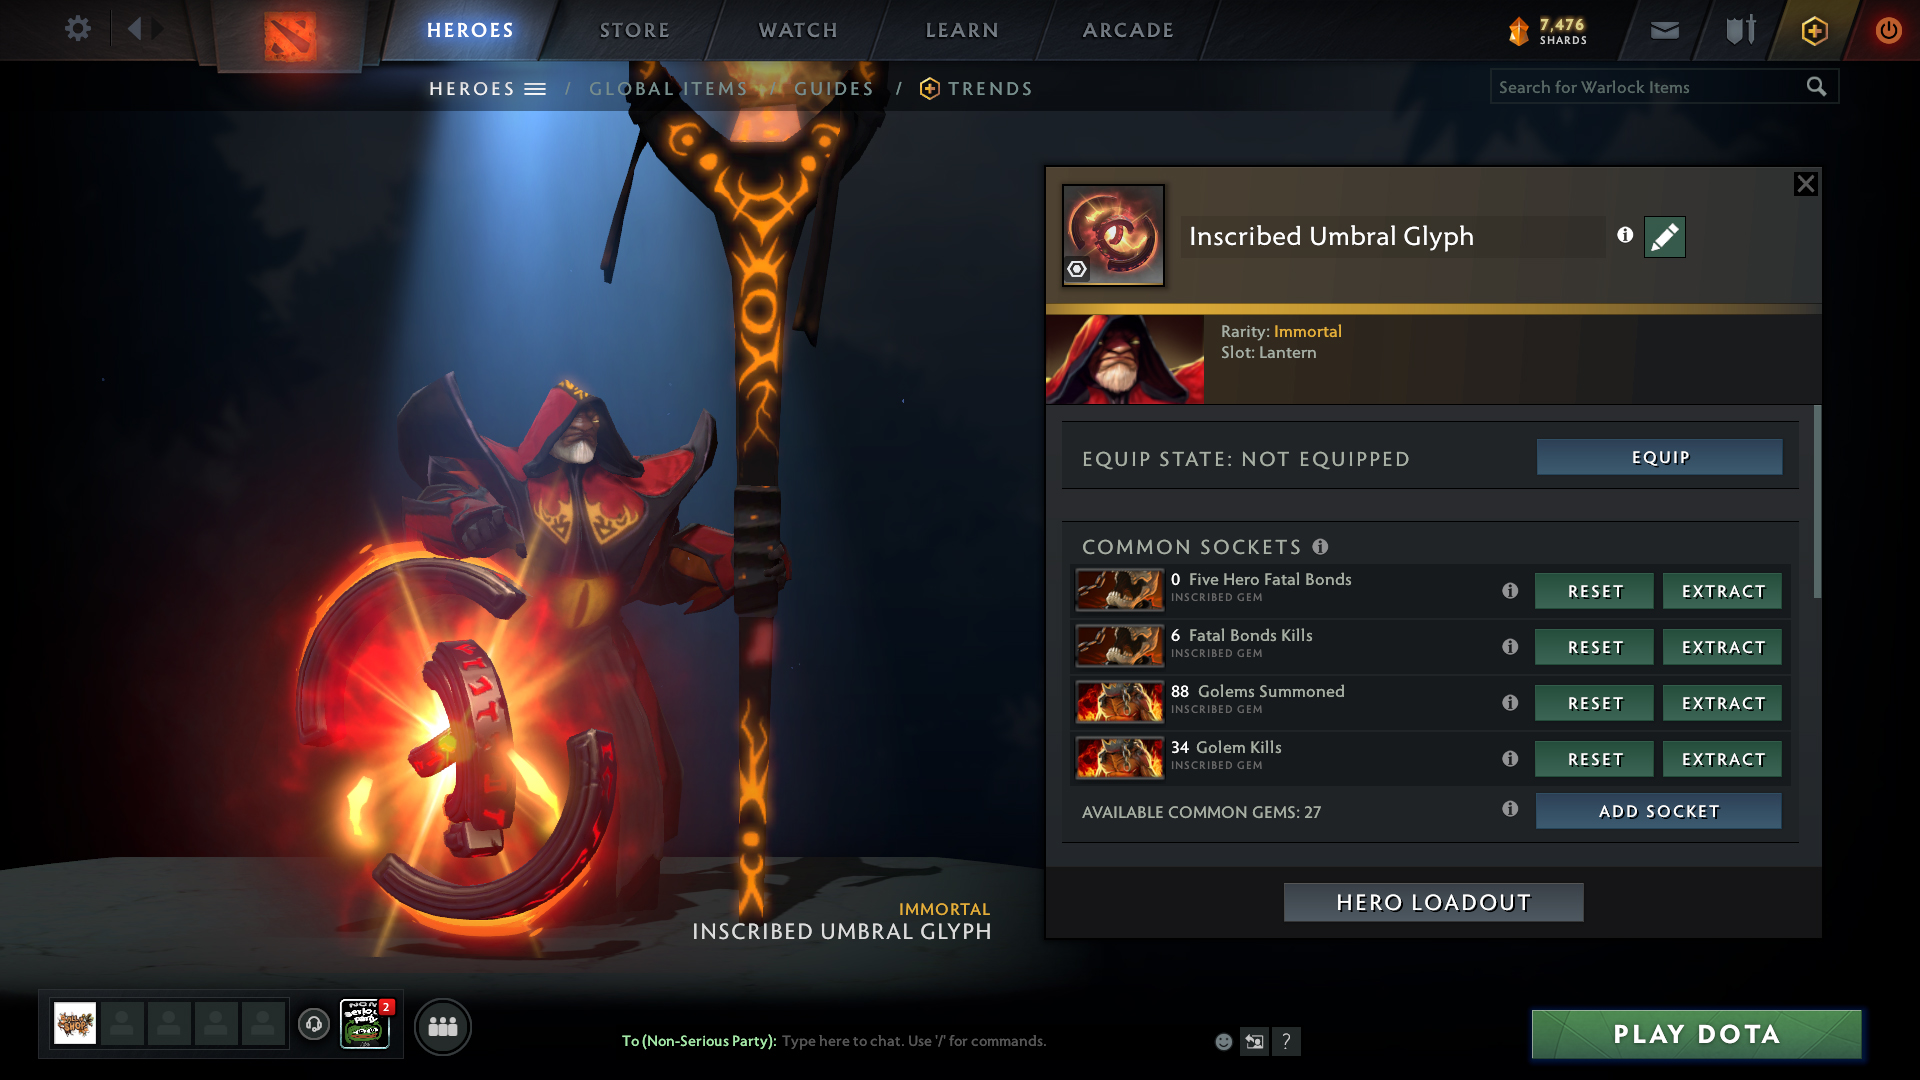 HEROES
STORE
WATCH
LEARN
ARCADE
7,476
SHARDS
HEROES / GLOBAL ITEMS / GUIDES / TRENDS
Search for Warlock Items
Inscribed Umbral Glyph
Rarity: Immortal
Slot: Lantern
EQUIP STATE: NOT EQUIPPED
EQUIP
COMMON SOCKETS
0 Five Hero Fatal Bonds
INSCRIBED GEM
RESET
EXTRACT
6 Fatal Bonds Kills
INSCRIBED GEM
RESET
EXTRACT
88 Golems Summoned
INSCRIBED GEM
RESET
EXTRACT
34 Golem Kills
INSCRIBED GEM
RESET
EXTRACT
AVAILABLE COMMON GEMS: 27
ADD SOCKET
HERO LOADOUT
IMMORTAL
INSCRIBED UMBRAL GLYPH
NON
Serious
Party
2
To (Non-Serious Party): Type here to chat. Use '/' for commands.
?
PLAY DOTA